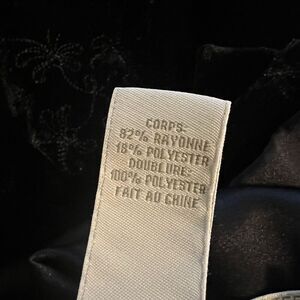 CORPS:
82% RAYONNE
18% POLYESTER
DOUBLURE:
100% POLYESTER
FAIT AU CHINE